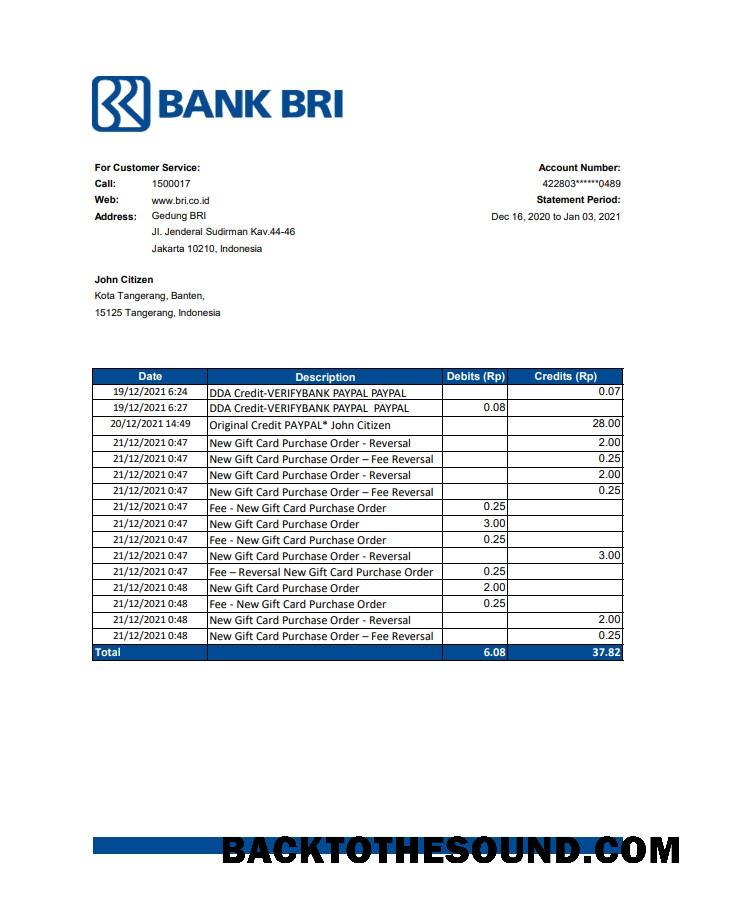 BANK BRI
For Customer Service:
Call: 1500017
Web: www.bri.co.id
Address: Gedung BRI
Jl. Jenderal Sudirman Kav.44-46
Jakarta 10210, Indonesia
Account Number:
422803******0489
Statement Period:
Dec 16, 2020 to Jan 03, 2021
John Citizen
Kota Tangerang, Banten,
15125 Tangerang, Indonesia
Date Description Debits (Rp) Credits (Rp)
19/12/2021 6:24 DDA Credit-VERIFYBANK PAYPAL PAYPAL 0.07
19/12/2021 6:27 DDA Credit-VERIFYBANK PAYPAL PAYPAL 0.08
20/12/2021 14:49 Original Credit PAYPAL* John Citizen 28.00
21/12/2021 0:47 New Gift Card Purchase Order - Reversal 2.00
21/12/2021 0:47 New Gift Card Purchase Order – Fee Reversal 0.25
21/12/2021 0:47 New Gift Card Purchase Order - Reversal 2.00
21/12/2021 0:47 New Gift Card Purchase Order – Fee Reversal 0.25
21/12/2021 0:47 Fee - New Gift Card Purchase Order 0.25
21/12/2021 0:47 New Gift Card Purchase Order 3.00
21/12/2021 0:47 Fee - New Gift Card Purchase Order 0.25
21/12/2021 0:47 New Gift Card Purchase Order - Reversal 3.00
21/12/2021 0:47 Fee – Reversal New Gift Card Purchase Order 0.25
21/12/2021 0:48 New Gift Card Purchase Order 2.00
21/12/2021 0:48 Fee - New Gift Card Purchase Order 0.25
21/12/2021 0:48 New Gift Card Purchase Order - Reversal 2.00
21/12/2021 0:48 New Gift Card Purchase Order – Fee Reversal 0.25
Total 6.08 37.82
BACKTOTHESOUND.COM